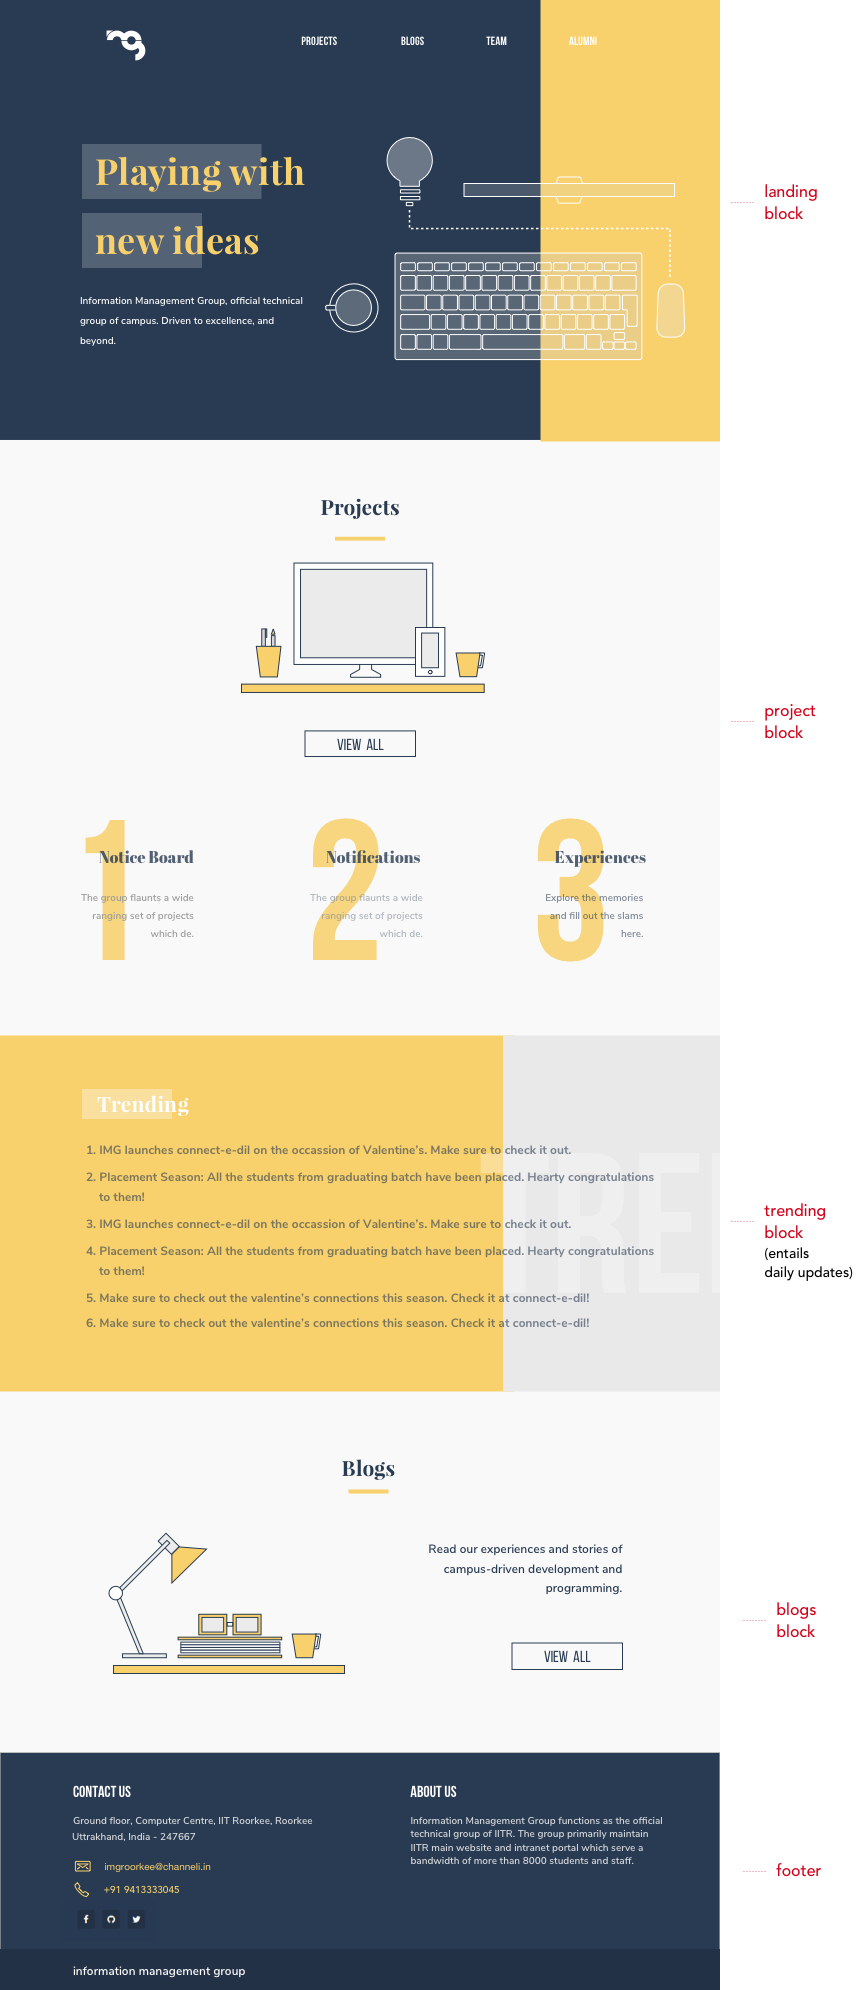 PROJECTS
BLOGS
TEAM
ALUMNI
Playing with
new ideas
Information Management Group, official technical
group of campus. Driven to excellence, and
beyond.
landing
block
Projects
VIEW ALL
project
block
1
Notice Board
The group flaunts a wide
ranging set of projects
which de.
2
Notifications
The group flaunts a wide
ranging set of projects
which de.
3
Experiences
Explore the memories
and fill out the slams
here.
Trending
TREN
1. IMG launches connect-e-dil on the occassion of Valentine's. Make sure to check it out.
2. Placement Season: All the students from graduating batch have been placed. Hearty congratulations
to them!
3. IMG launches connect-e-dil on the occassion of Valentine's. Make sure to check it out.
4. Placement Season: All the students from graduating batch have been placed. Hearty congratulations
to them!
5. Make sure to check out the valentine's connections this season. Check it at connect-e-dil!
6. Make sure to check out the valentine's connections this season. Check it at connect-e-dil!
trending
block
(entails
daily updates)
Blogs
Read our experiences and stories of
campus-driven development and
programming.
VIEW ALL
blogs
block
CONTACT US
Ground floor, Computer Centre, IIT Roorkee, Roorkee
Uttrakhand, India - 247667
imgroorkee@channeli.in
+91 9413333045
ABOUT US
Information Management Group functions as the official
technical group of IITR. The group primarily maintain
IITR main website and intranet portal which serve a
bandwidth of more than 8000 students and staff.
footer
information management group